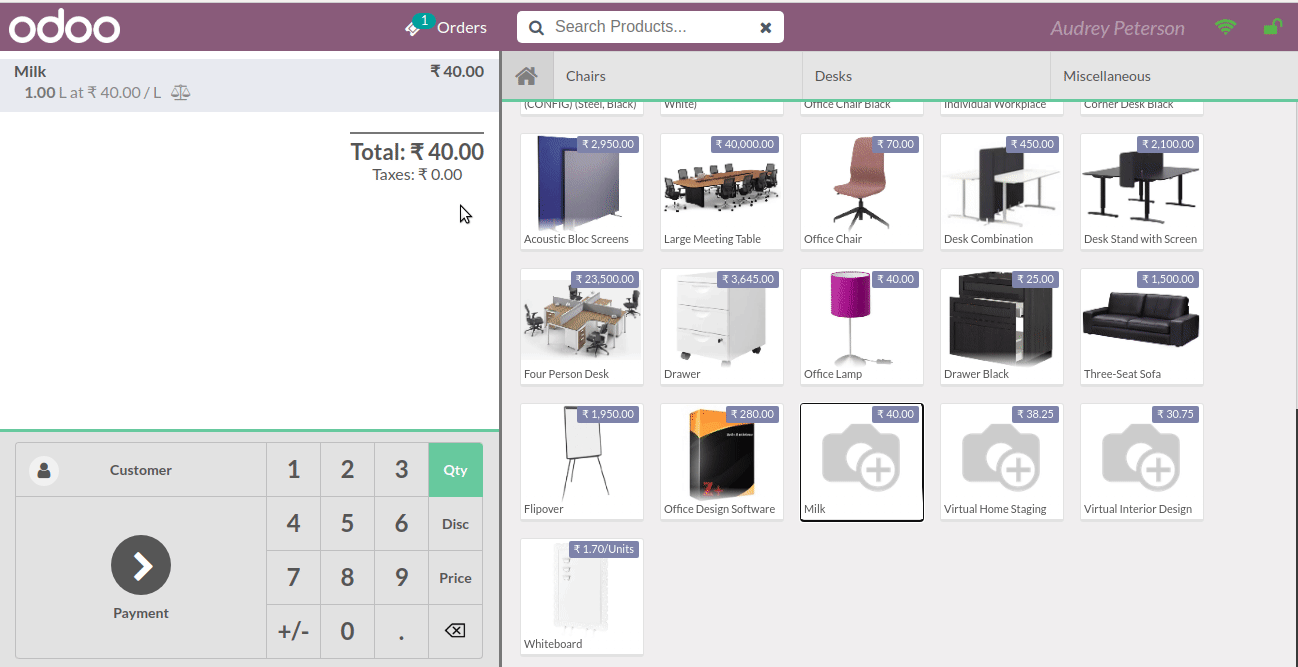 odoo
1
Orders
Search Products...
Audrey Peterson
Milk
₹ 40.00
1.00 L at ₹ 40.00 / L
Total: ₹ 40.00
Taxes: ₹ 0.00
Customer
1
2
3
Qty
4
5
6
Disc
Payment
7
8
9
Price
+/-
0
.
Chairs
Desks
Miscellaneous
(CONFIG) (Steel, Black)
White)
Office Chair Black
Individual Workplace
Corner Desk Black
₹ 2,950.00
Acoustic Bloc Screens
₹ 40,000.00
Large Meeting Table
₹ 70.00
Office Chair
₹ 450.00
Desk Combination
₹ 2,100.00
Desk Stand with Screen
₹ 23,500.00
Four Person Desk
₹ 3,645.00
Drawer
₹ 40.00
Office Lamp
₹ 25.00
Drawer Black
₹ 1,500.00
Three-Seat Sofa
₹ 1,950.00
Flipover
₹ 280.00
Z+
Office Design Software
₹ 40.00
Milk
₹ 38.25
Virtual Home Staging
₹ 30.75
Virtual Interior Design
₹ 1.70/Units
Whiteboard